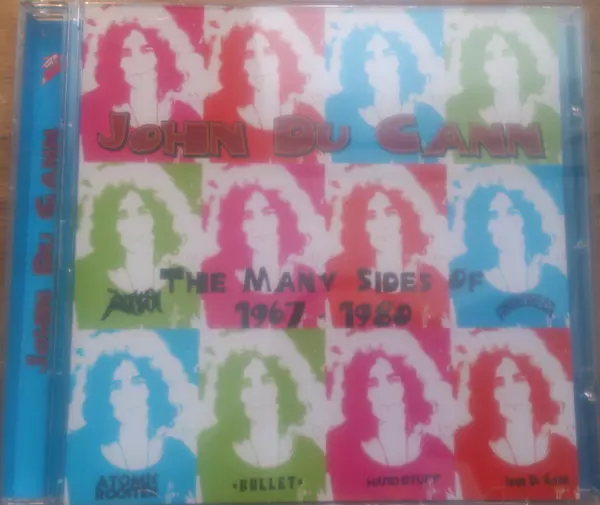 John Du Cann
John Du Cann
The Many Sides Of
1967 - 1980
Atomic
Rooster
•Bullet•
Hard Stuff
John Du Cann